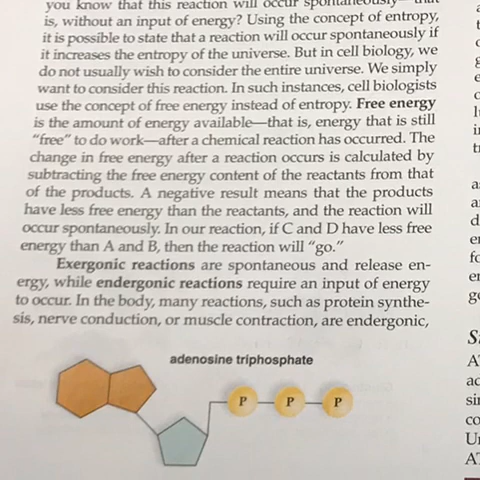 you know that this reaction will occur spontaneously—that
is, without an input of energy? Using the concept of entropy,
it is possible to state that a reaction will occur spontaneously if
it increases the entropy of the universe. But in cell biology, we
do not usually wish to consider the entire universe. We simply
want to consider this reaction. In such instances, cell biologists
use the concept of free energy instead of entropy. Free energy
is the amount of energy available—that is, energy that is still
"free" to do work—after a chemical reaction has occurred. The
change in free energy after a reaction occurs is calculated by
subtracting the free energy content of the reactants from that
of the products. A negative result means that the products
have less free energy than the reactants, and the reaction will
occur spontaneously. In our reaction, if C and D have less free
energy than A and B, then the reaction will "go."
Exergonic reactions are spontaneous and release en-
ergy, while endergonic reactions require an input of energy
to occur. In the body, many reactions, such as protein synthe-
sis, nerve conduction, or muscle contraction, are endergonic,
adenosine triphosphate
P P P